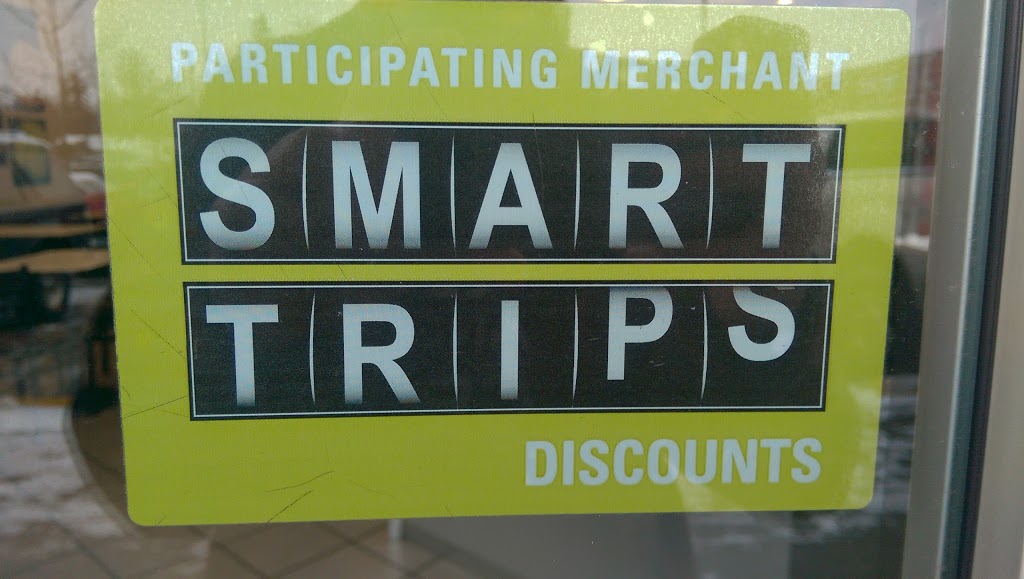 PARTICIPATING MERCHANT
SMART
TRIPS
DISCOUNTS